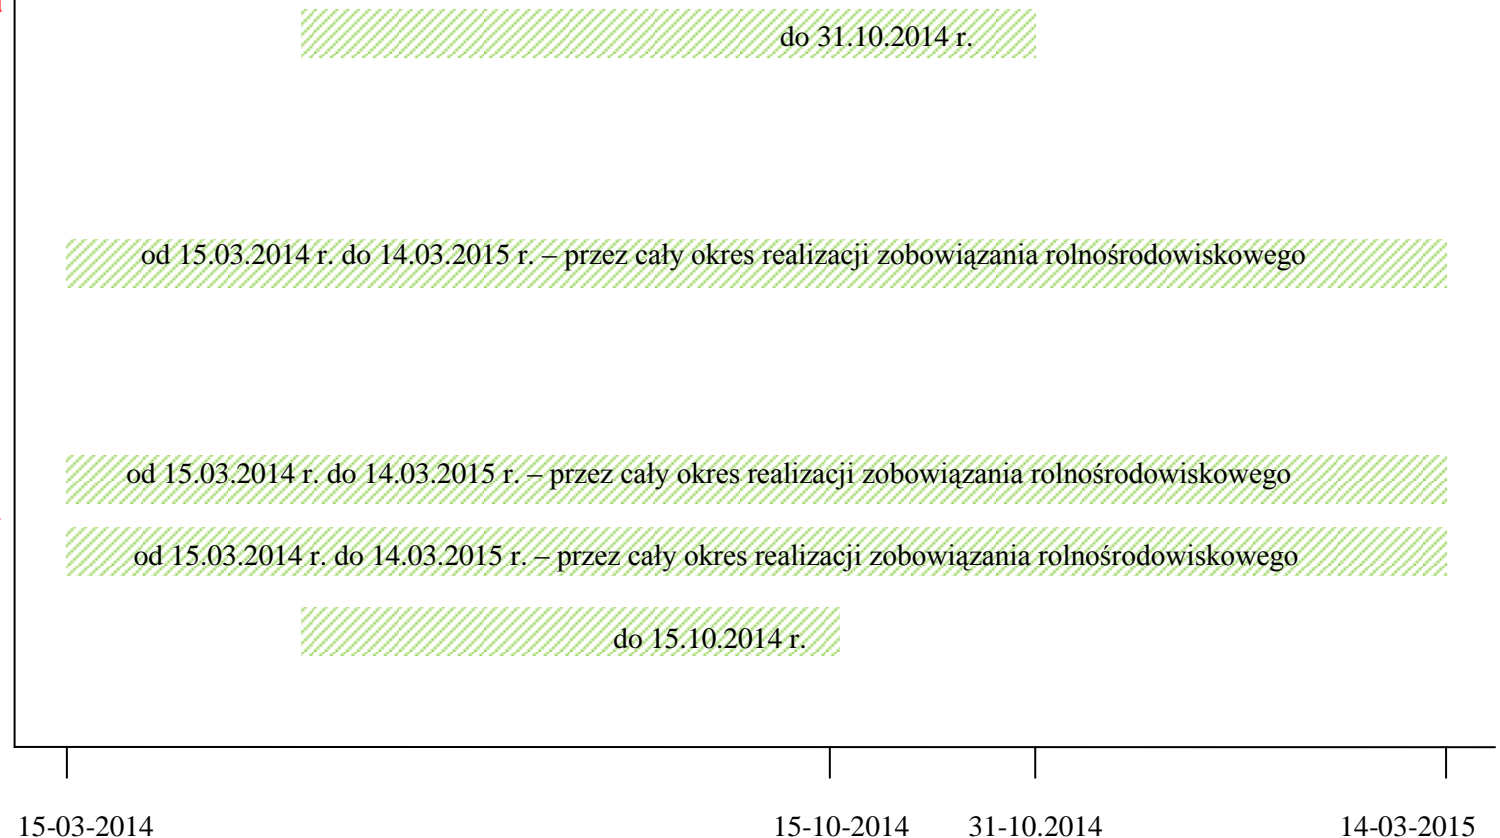 do 31.10.2014 r.
od 15.03.2014 r. do 14.03.2015 r. – przez cały okres realizacji zobowiązania rolnośrodowiskowego
od 15.03.2014 r. do 14.03.2015 r. – przez cały okres realizacji zobowiązania rolnośrodowiskowego
od 15.03.2014 r. do 14.03.2015 r. – przez cały okres realizacji zobowiązania rolnośrodowiskowego
do 15.10.2014 r.
15-03-2014 15-10-2014 31-10.2014 14-03-2015